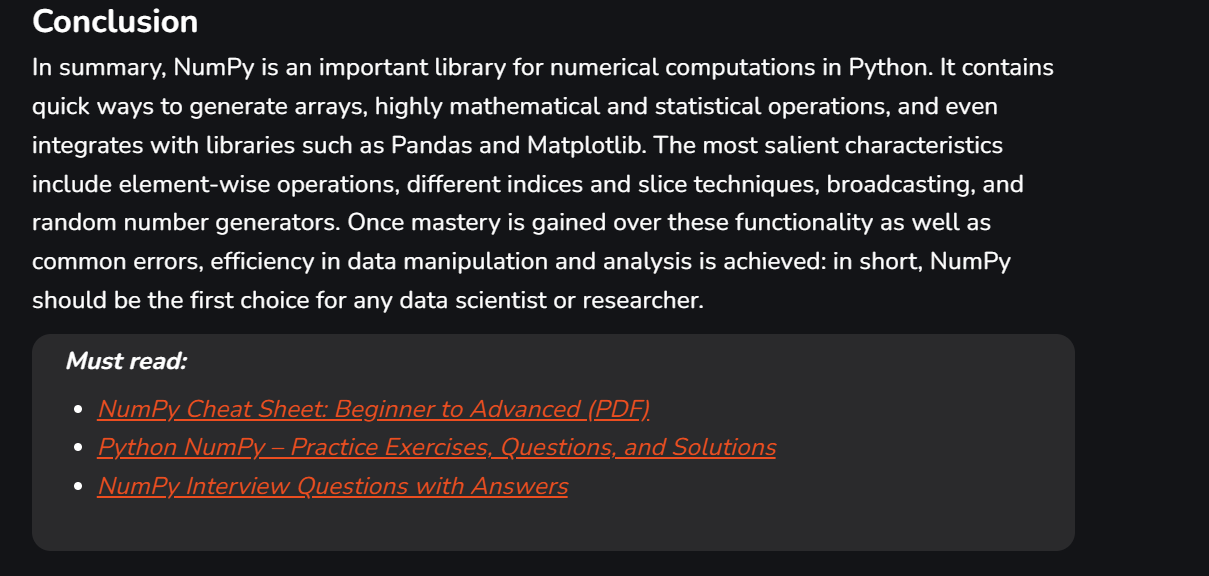 Conclusion
In summary, NumPy is an important library for numerical computations in Python. It contains
quick ways to generate arrays, highly mathematical and statistical operations, and even
integrates with libraries such as Pandas and Matplotlib. The most salient characteristics
include element-wise operations, different indices and slice techniques, broadcasting, and
random number generators. Once mastery is gained over these functionality as well as
common errors, efficiency in data manipulation and analysis is achieved: in short, NumPy
should be the first choice for any data scientist or researcher.
Must read:
• NumPy Cheat Sheet: Beginner to Advanced (PDF)
• Python NumPy – Practice Exercises, Questions, and Solutions
• NumPy Interview Questions with Answers